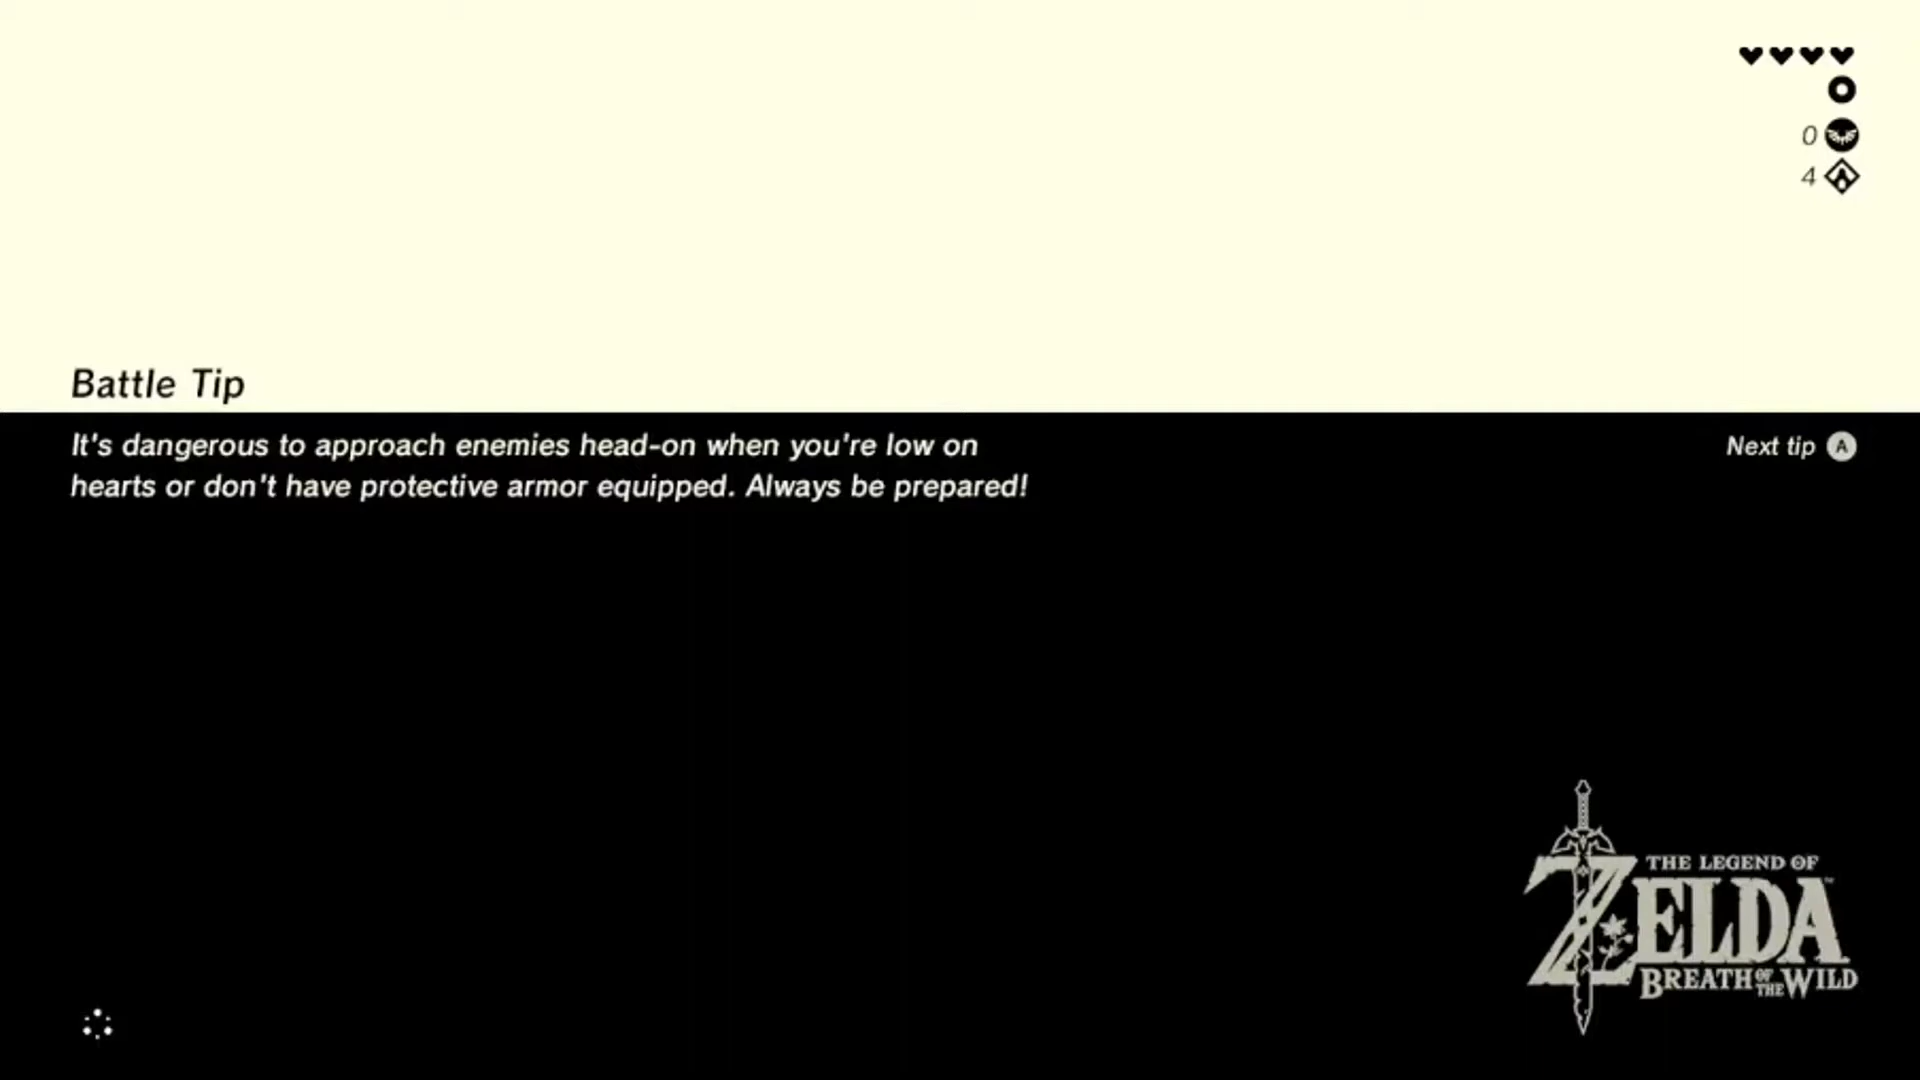 0
4
Battle Tip
It's dangerous to approach enemies head-on when you're low on
hearts or don't have protective armor equipped. Always be prepared!
Next tip A
THE LEGEND OF
ZELDA™
BREATH OF THE WILD